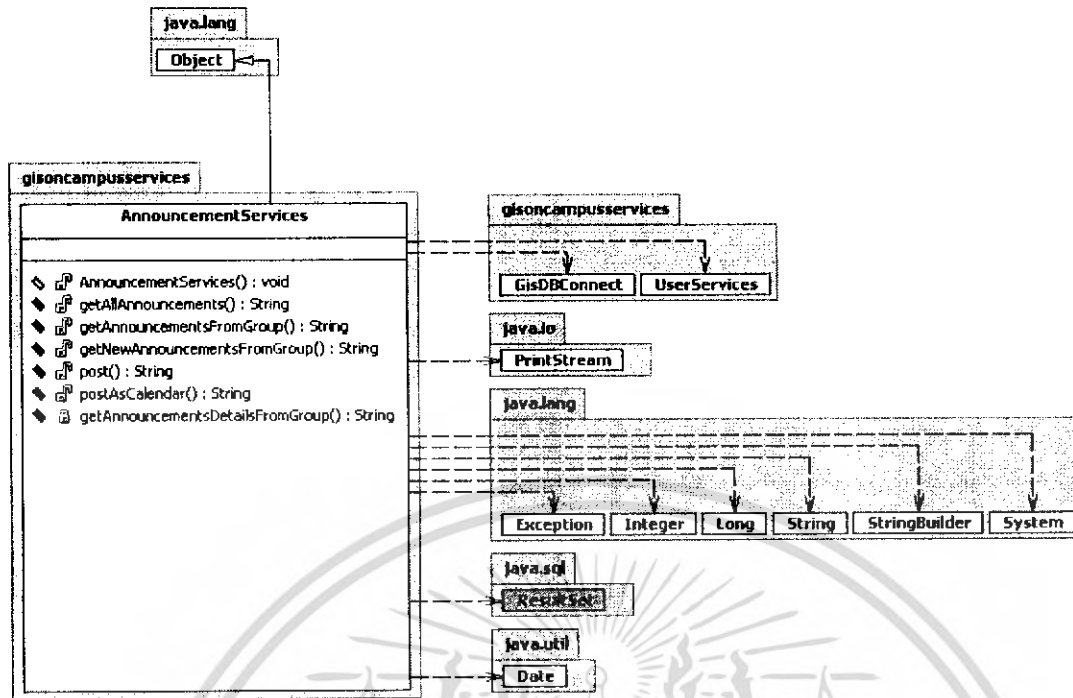 java.lang
Object
gisoncampusservices
AnnouncementServices
AnnouncementServices() : void
getAllAnnouncements() : String
getAnnouncementsFromGroup() : String
getNewAnnouncementsFromGroup() : String
post() : String
postAsCalendar() : String
getAnnouncementsDetailsFromGroup() : String
gisoncampusservices
GisDBConnect UserServices
java.io
PrintStream
java.lang
Exception Integer Long String StringBuilder System
java.sql
ResultSet
java.util
Date